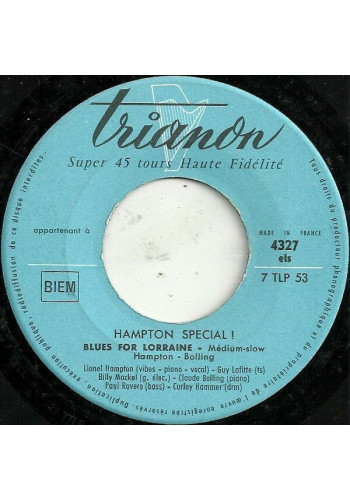 trianon
Super 45 tours Haute Fidélité
appartenant à
MADE IN FRANCE
4327
els
BIEM
7 TLP 53
HAMPTON SPECIAL !
BLUES FOR LORRAINE - Médium-slow
Hampton - Bolling
Lionel Hampton (vibes - piano - vocal) - Guy Lafitte (ts)
Billy Mackel (g. élec.) - Claude Bolling (piano)
Paul Rovere (bass) - Curley Hammer (drm)
exécution publique, radiodiffusion de ce disque interdites.
Tous droits de l'éditeur phonographique et du propriétaire de l'œuvre enregistrée réservés. Duplication,